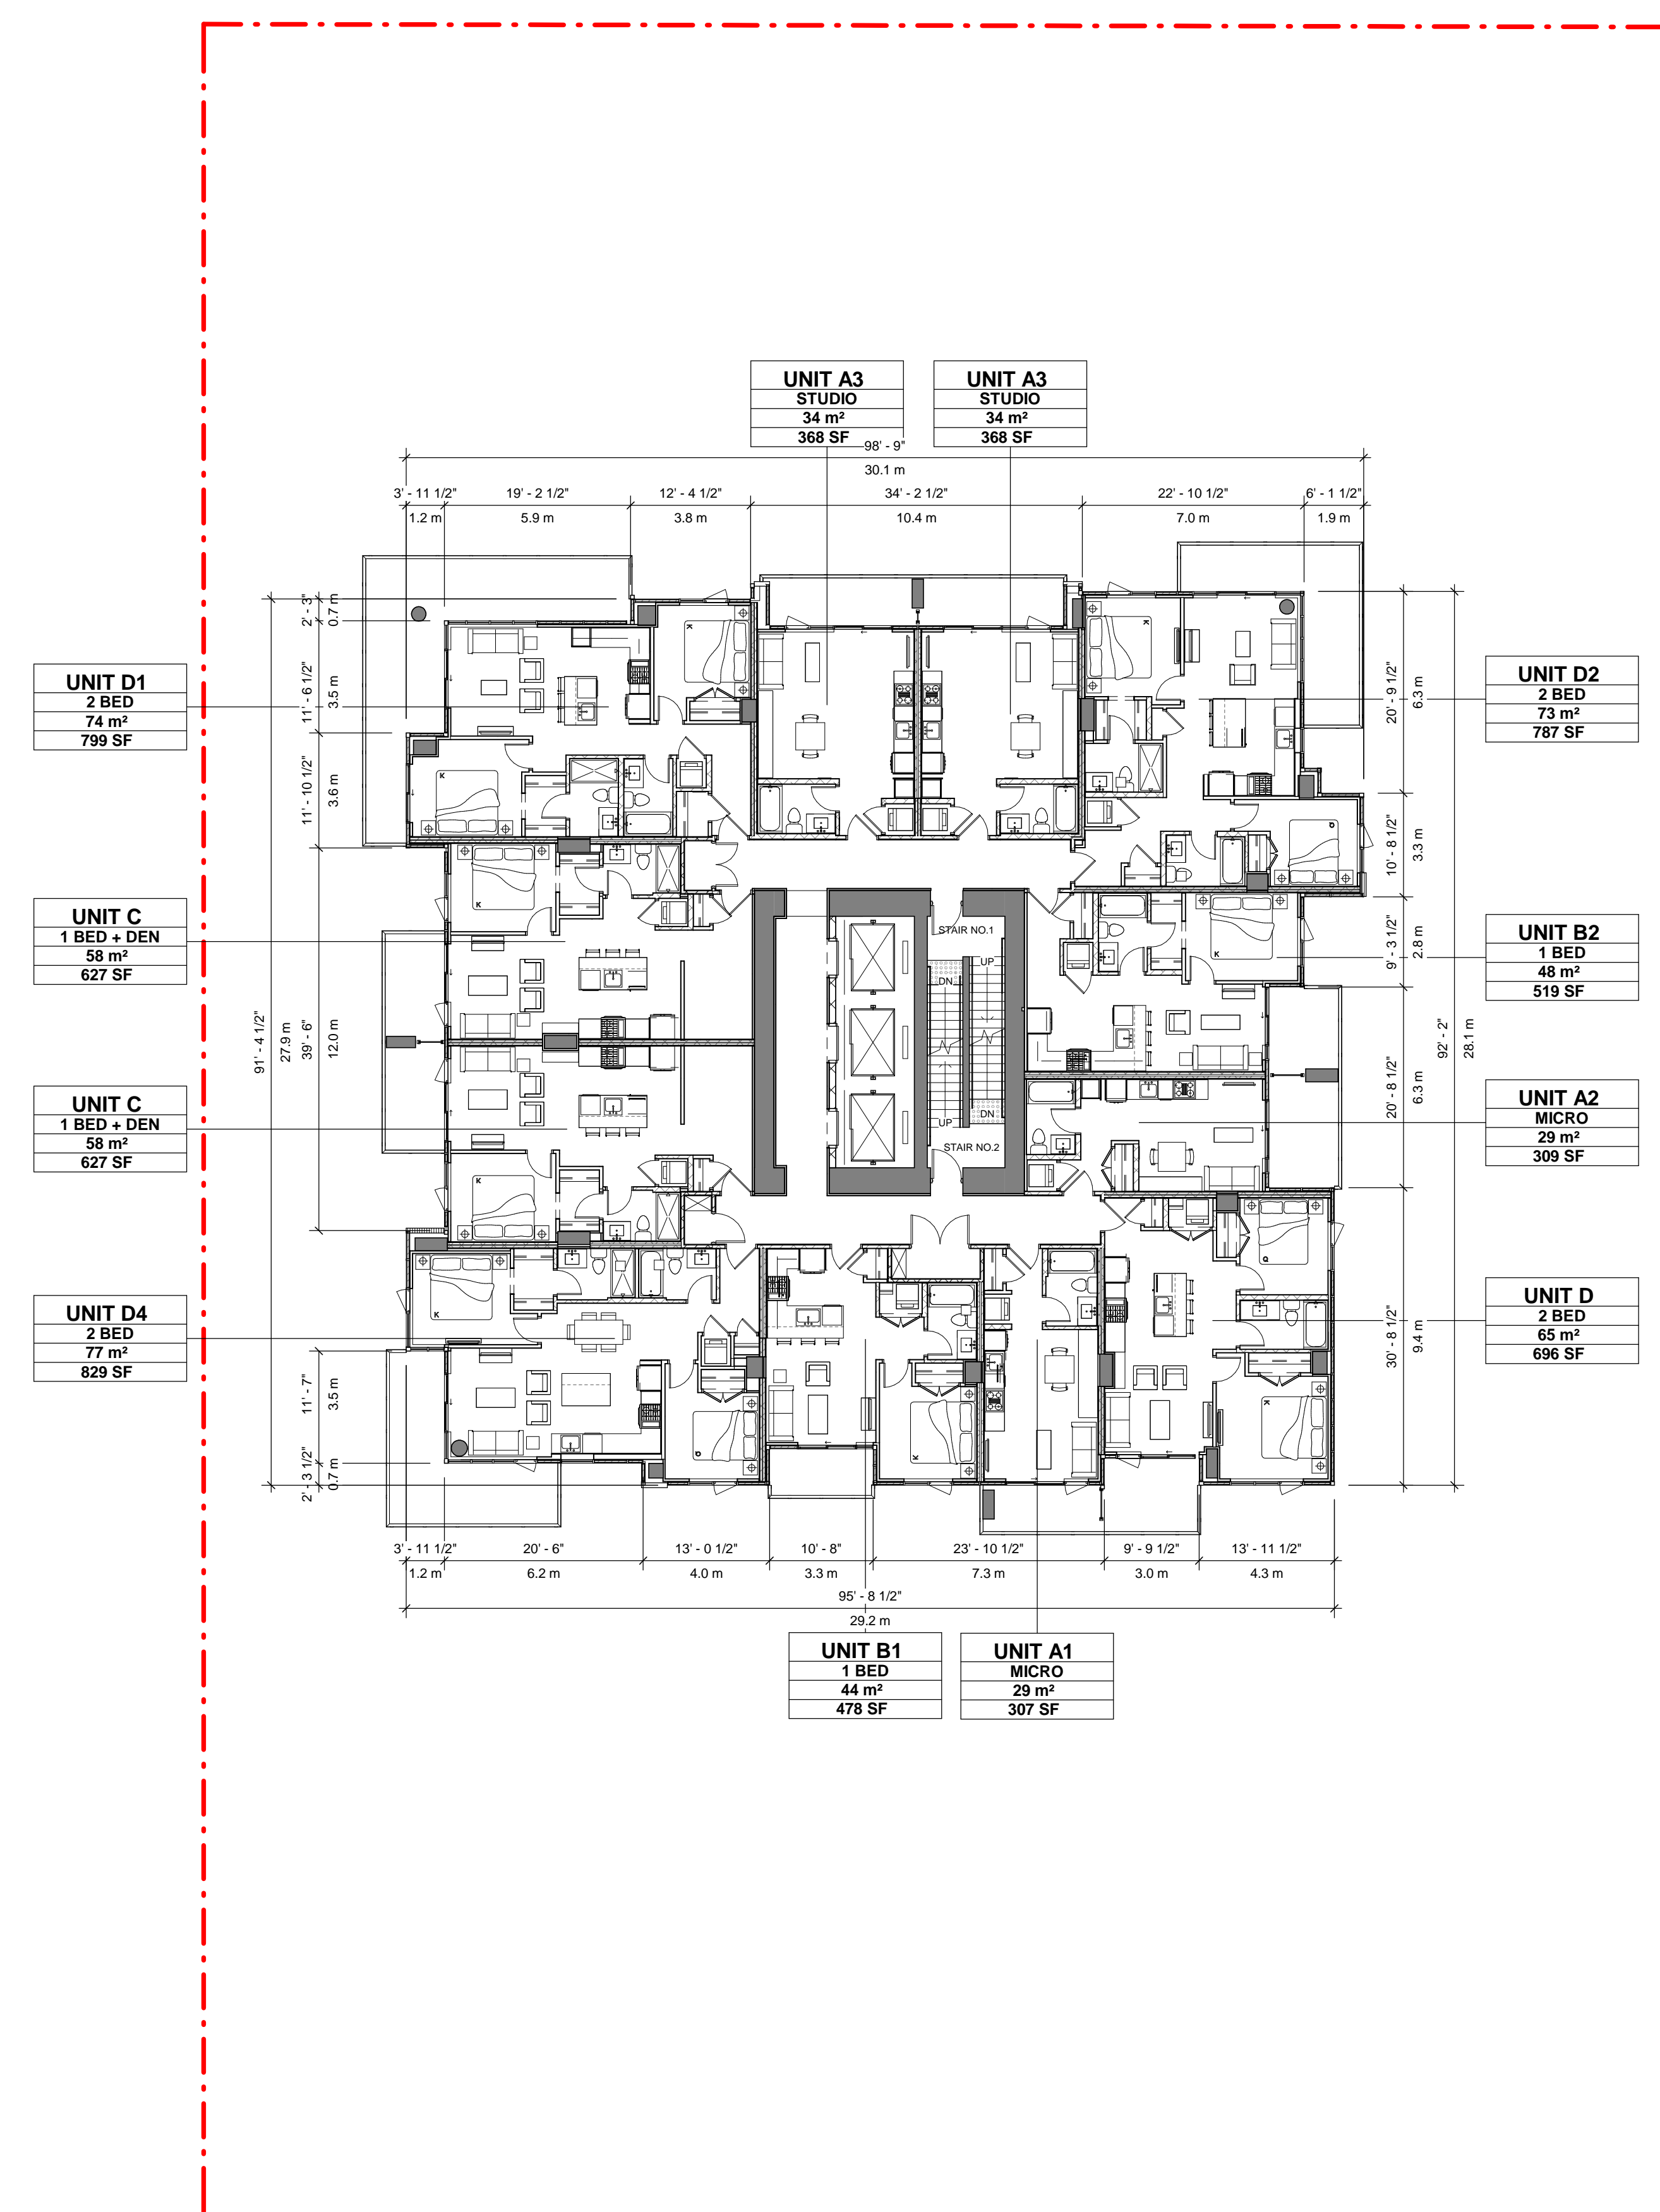 UNIT A3
STUDIO
34 m²
368 SF
UNIT A3
STUDIO
34 m²
368 SF
98' - 9"
30.1 m
3' - 11 1/2"
19' - 2 1/2"
12' - 4 1/2"
34' - 2 1/2"
22' - 10 1/2"
6' - 1 1/2"
1.2 m
5.9 m
3.8 m
10.4 m
7.0 m
1.9 m
UNIT D1
2 BED
74 m²
799 SF
UNIT C
1 BED + DEN
58 m²
627 SF
UNIT C
1 BED + DEN
58 m²
627 SF
UNIT D4
2 BED
77 m²
829 SF
91' - 4 1/2"
27.9 m
2' - 3"
0.7 m
11' - 6 1/2"
3.5 m
11' - 10 1/2"
3.6 m
39' - 6"
12.0 m
11' - 7"
3.5 m
2' - 3 1/2"
0.7 m
K
K
K
K
K
K
K
K
K
K
Q
Q
Q
STAIR NO.1
UP
DN
UP
DN
STAIR NO.2
20' - 9 1/2"
6.3 m
10' - 8 1/2"
3.3 m
9' - 3 1/2"
2.8 m
20' - 8 1/2"
6.3 m
30' - 8 1/2"
9.4 m
92' - 2"
28.1 m
UNIT D2
2 BED
73 m²
787 SF
UNIT B2
1 BED
48 m²
519 SF
UNIT A2
MICRO
29 m²
309 SF
UNIT D
2 BED
65 m²
696 SF
3' - 11 1/2"
20' - 6"
13' - 0 1/2"
10' - 8"
23' - 10 1/2"
9' - 9 1/2"
13' - 11 1/2"
1.2 m
6.2 m
4.0 m
3.3 m
7.3 m
3.0 m
4.3 m
95' - 8 1/2"
29.2 m
UNIT B1
1 BED
44 m²
478 SF
UNIT A1
MICRO
29 m²
307 SF